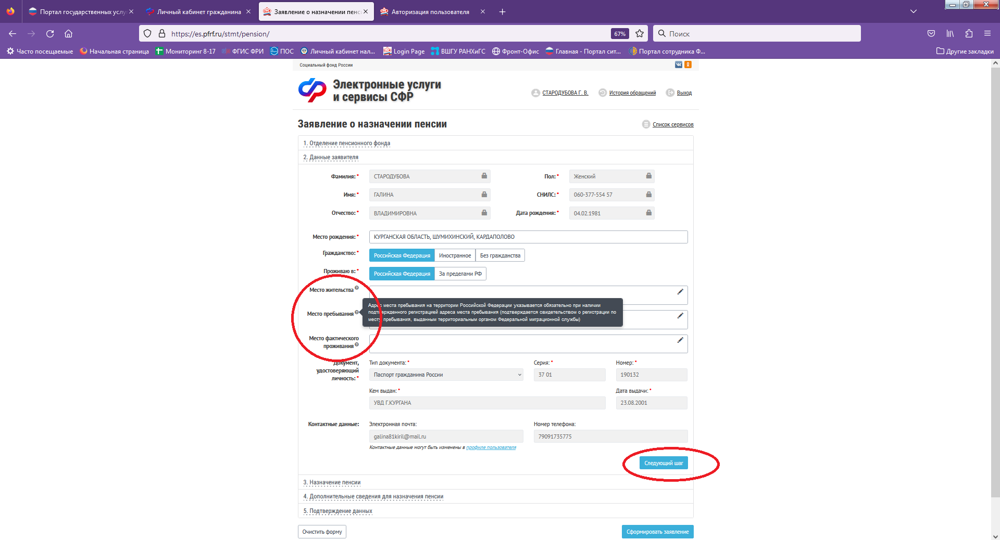 Портал государственных услу
Личный кабинет гражданина
Заявление о назначении пенс
Авторизация пользователя
https://es.pfrf.ru/stmt/pension/
67%
Поиск
Часто посещаемые
Начальная страница
Мониторинг 8-17
ФГИС ФРИ
ПОС
Личный кабинет нал...
Login Page
ВШГУ РАНХиГС
Фронт-Офис
Главная - Портал сит...
Портал сотрудника Ф...
Другие закладки
Социальный фонд России
Электронные услуги
и сервисы СФР
СТАРОДУБОВА Г. В.
История обращений
Выход
Заявление о назначении пенсии
Список сервисов
1. Отделение пенсионного фонда
2. Данные заявителя
Фамилия: * СТАРОДУБОВА
Пол: * Женский
Имя: * ГАЛИНА
СНИЛС: * 060-377-554 57
Отчество: * ВЛАДИМИРОВНА
Дата рождения: * 04.02.1981
Место рождения: * КУРГАНСКАЯ ОБЛАСТЬ, ШУМИХИНСКИЙ, КАРДАПОЛОВО
Гражданство: * Российская Федерация Иностранное Без гражданства
Проживаю в: * Российская Федерация За пределами РФ
Место жительства
Место пребывания
Адрес места пребывания на территории Российской Федерации указывается обязательно при наличии
подтвержденного регистрацией адреса места пребывания (подтверждается свидетельством о регистрации по
месту пребывания, выданным территориальным органом Федеральной миграционной службы)
Место фактического
проживания
Документ,
удостоверяющий
личность: *
Тип документа: *
Серия: *
Номер: *
Паспорт гражданина России
37 01
190132
Кем выдан: *
Дата выдачи: *
УВД Г.КУРГАНА
23.08.2001
Контактные данные:
Электронная почта:
Номер телефона:
galina81kiril@mail.ru
79091735775
Контактные данные могут быть изменены в профиле пользователя
Следующий шаг
3. Назначение пенсии
4. Дополнительные сведения для назначения пенсии
5. Подтверждение данных
Очистить форму
Сформировать заявление